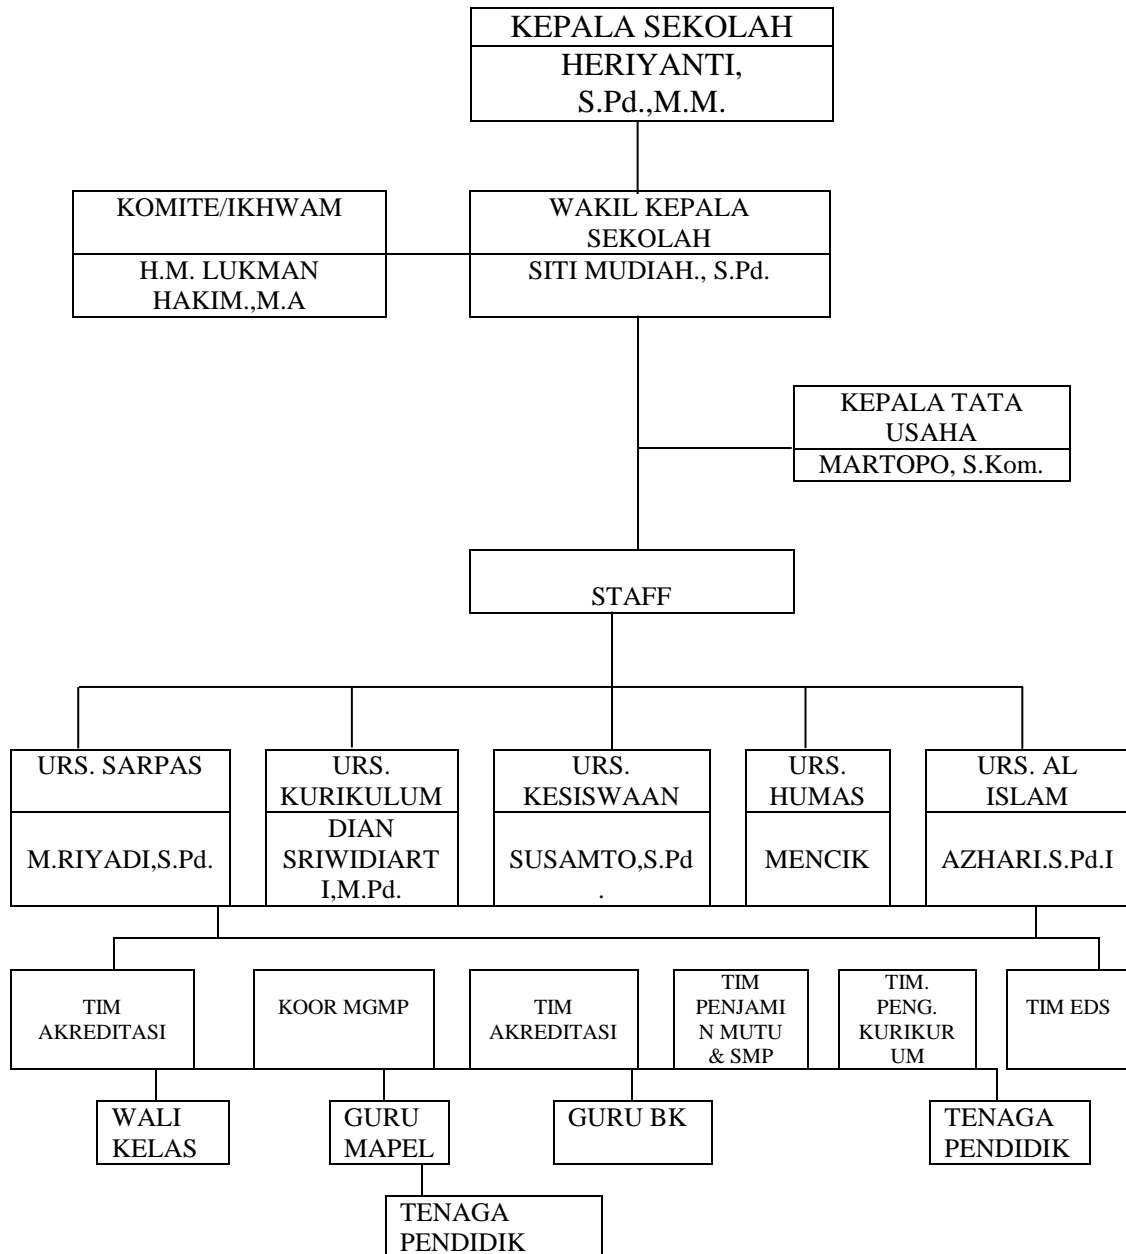 KEPALA SEKOLAH
HERIYANTI,
S.Pd.,M.M.
KOMITE/IKHWAM
H.M. LUKMAN
HAKIM.,M.A
WAKIL KEPALA
SEKOLAH
SITI MUDIAH., S.Pd.
KEPALA TATA
USAHA
MARTOPO, S.Kom.
STAFF
URS. SARPAS
M.RIYADI,S.Pd.
URS.
KURIKULUM
DIAN
SRIWIDIART
I,M.Pd.
URS.
KESISWAAN
SUSAMTO,S.Pd
.
URS.
HUMAS
MENCIK
URS. AL
ISLAM
AZHARI.S.Pd.I
TIM
AKREDITASI
KOOR MGMP
TIM
AKREDITASI
TIM
PENJAMI
N MUTU
& SMP
TIM.
PENG.
KURIKUR
UM
TIM EDS
WALI
KELAS
GURU
MAPEL
GURU BK
TENAGA
PENDIDIK
TENAGA
PENDIDIK